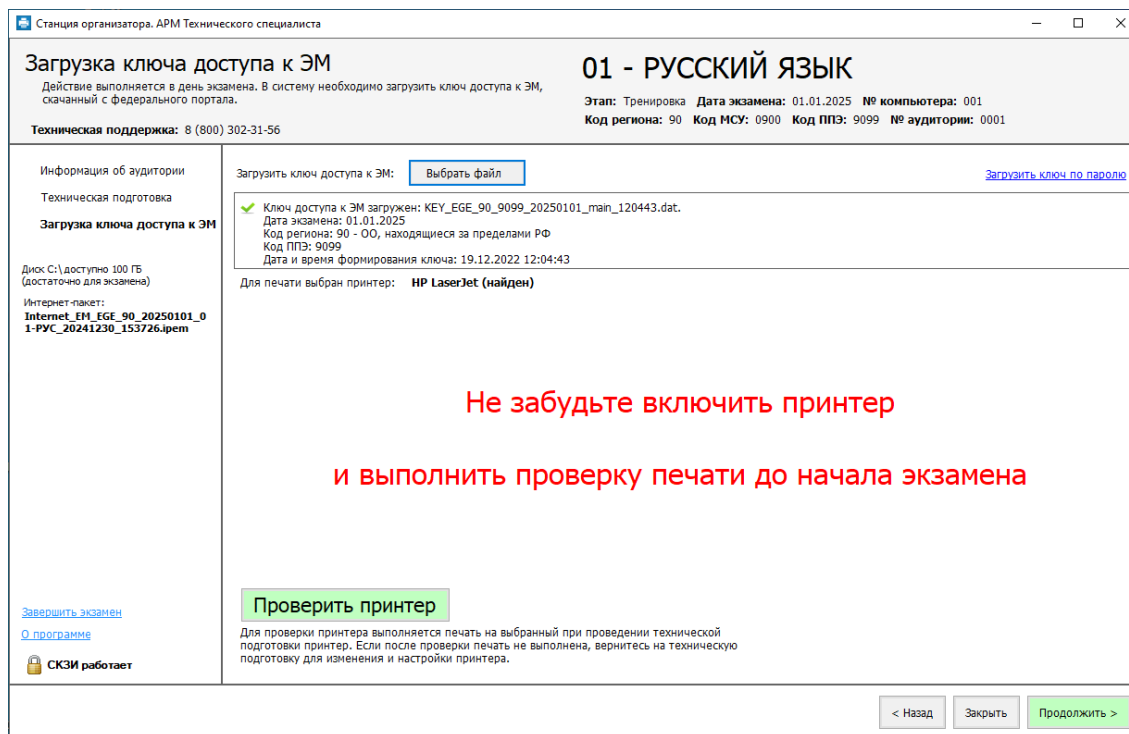 Станция организатора. АРМ Технического специалиста
Загрузка ключа доступа к ЭМ
Действие выполняется в день экзамена. В систему необходимо загрузить ключ доступа к ЭМ,
скачанный с федерального портала.
Техническая поддержка: 8 (800) 302-31-56
01 - РУССКИЙ ЯЗЫК
Этап: Тренировка Дата экзамена: 01.01.2025 № компьютера: 001
Код региона: 90 Код МСУ: 0900 Код ППЭ: 9099 № аудитории: 0001
Информация об аудитории
Техническая подготовка
Загрузка ключа доступа к ЭМ
Диск C:\ доступно 100 ГБ
(достаточно для экзамена)
Интернет-пакет:
Internet_EM_EGE_90_20250101_0
1-РУС_20241230_153726.ipem
Завершить экзамен
О программе
СКЗИ работает
Загрузить ключ доступа к ЭМ: Выбрать файл Загрузить ключ по паролю
Ключ доступа к ЭМ загружен: KEY_EGE_90_9099_20250101_main_120443.dat.
Дата экзамена: 01.01.2025
Код региона: 90 - ОО, находящиеся за пределами РФ
Код ППЭ: 9099
Дата и время формирования ключа: 19.12.2022 12:04:43
Для печати выбран принтер: HP LaserJet (найден)
Не забудьте включить принтер
и выполнить проверку печати до начала экзамена
Проверить принтер
Для проверки принтера выполняется печать на выбранный при проведении технической
подготовки принтер. Если после проверки печать не выполнена, вернитесь на техническую
подготовку для изменения и настройки принтера.
< Назад Закрыть Продолжить >